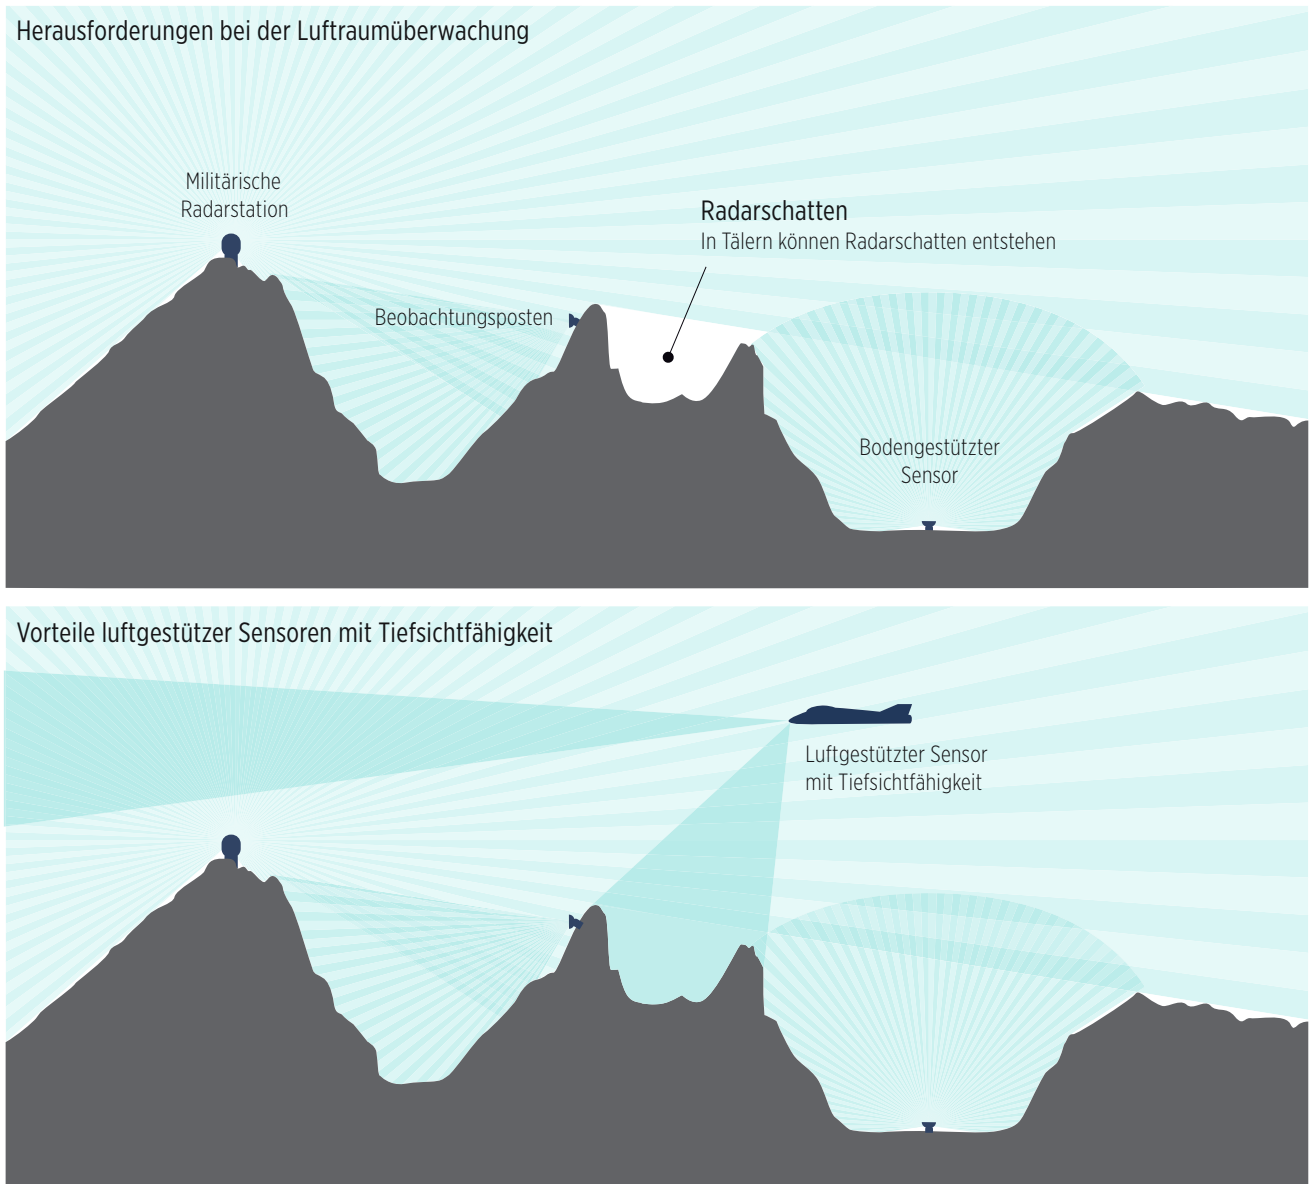 Herausforderungen bei der Luftraumüberwachung
Militärische
Radarstation
Radarschatten
In Tälern können Radarschatten entstehen
Beobachtungsposten
Bodengestützter
Sensor
Vorteile luftgestützer Sensoren mit Tiefsichtfähigkeit
Luftgestützter Sensor
mit Tiefsichtfähigkeit